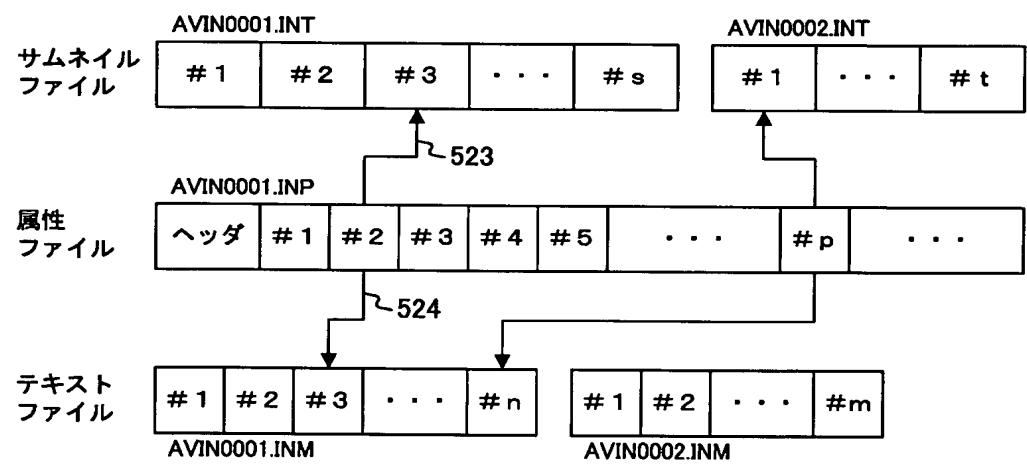 AVIN0001.INT
AVIN0002.INT
サムネイル
ファイル
#1 #2 #3 ・・・ #s
#1 ・・・ #t
523
AVIN0001.INP
属性
ファイル
ヘッダ #1 #2 #3 #4 #5 ・・・ #p ・・・
524
テキスト
ファイル
#1 #2 #3 ・・・ #n
#1 #2 ・・・ #m
AVIN0001.INM
AVIN0002.INM